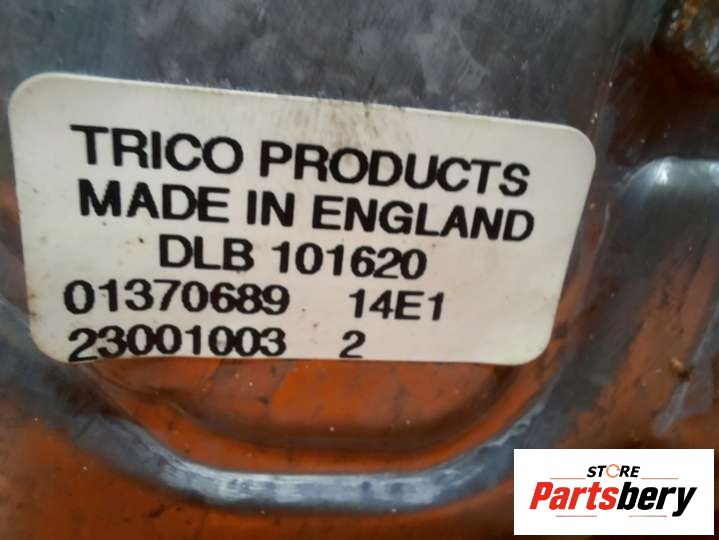 TRICO PRODUCTS
MADE IN ENGLAND
DLB 101620
01370689 14E1
23001003 2
STORE
Partsbery